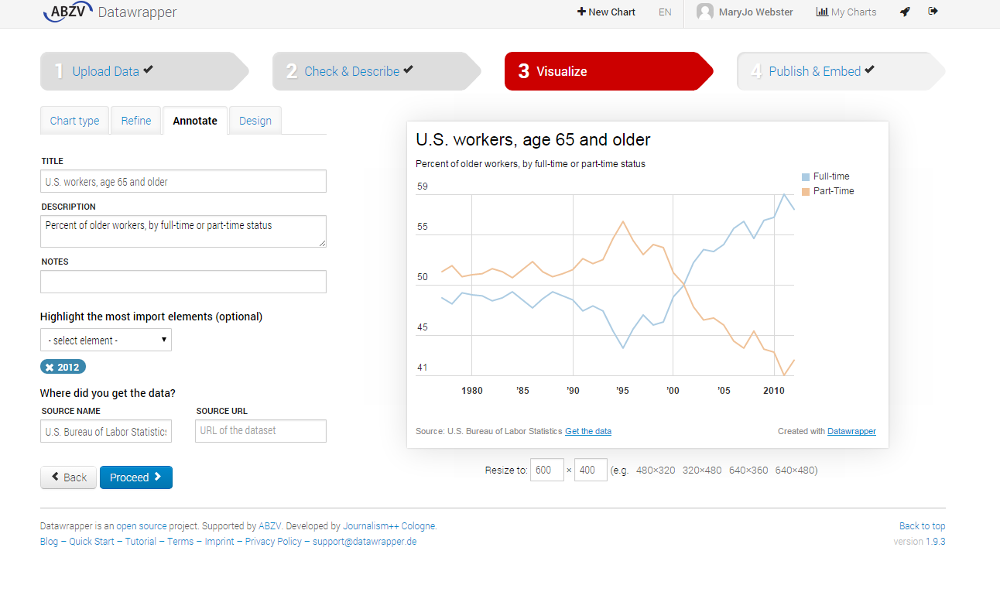 ABZV Datawrapper
+ New Chart EN MaryJo Webster My Charts
1 Upload Data
2 Check & Describe
3 Visualize
4 Publish & Embed
Chart type Refine Annotate Design
TITLE
U.S. workers, age 65 and older
DESCRIPTION
Percent of older workers, by full-time or part-time status
NOTES
Highlight the most import elements (optional)
- select element -
2012
Where did you get the data?
SOURCE NAME SOURCE URL
U.S. Bureau of Labor Statistics URL of the dataset
Back Proceed
U.S. workers, age 65 and older
Percent of older workers, by full-time or part-time status
Full-time
Part-Time
59
55
50
45
41
1980 '85 '90 '95 '00 '05 2010
Source: U.S. Bureau of Labor Statistics Get the data Created with Datawrapper
Resize to: 600 × 400 (e.g. 480×320 320×480 640×360 640×480)
Datawrapper is an open source project. Supported by ABZV. Developed by Journalism++ Cologne.
Back to top
Blog – Quick Start – Tutorial – Terms – Imprint – Privacy Policy – support@datawrapper.de
version 1.9.3